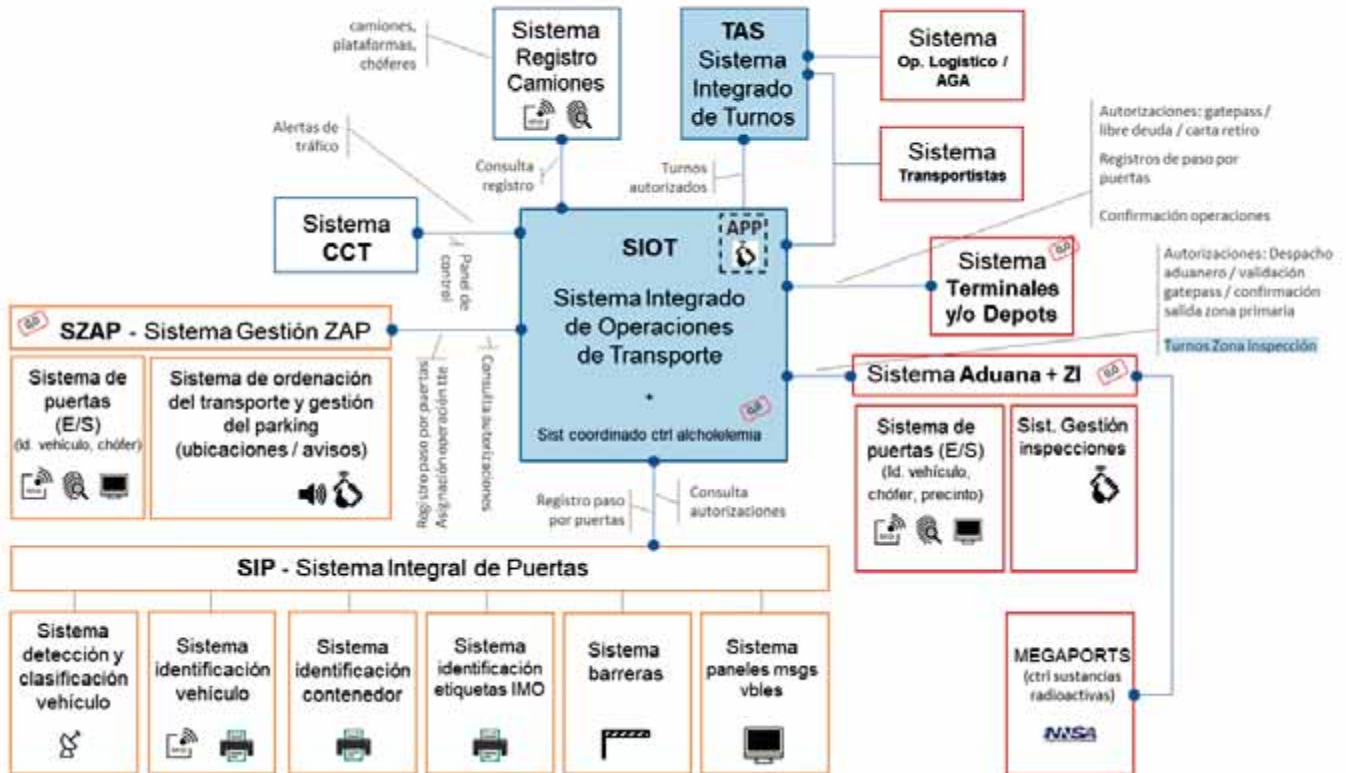 camiones,
plataformas,
chóferes
Sistema
Registro
Camiones
TAS
Sistema
Integrado
de Turnos
Sistema
Op. Logístico /
AGA
Sistema
Transportistas
Alertas de
tráfico
Consulta
registro
Turnos
autorizados
Autorizaciones: gatepass /
libre deuda / carta retiro
Registros de paso por
puertas
Confirmación operaciones
Sistema
CCT
Panel de
control
SIOT
APP
Sistema Integrado
de Operaciones
de Transporte
+
Sist coordinado ctrl alcholelemia
Sistema
Terminales
y/o Depots
Autorizaciones: Despacho
aduanero / validación
gatepass / confirmación
salida zona primaria
Turnos Zona Inspección
SZAP - Sistema Gestión ZAP
Sistema de
puertas
(E/S)
(Id. vehículo, chófer)
Sistema de ordenación
del transporte y gestión
del parking
(ubicaciones / avisos)
Registro paso por puertas
Asignación operación tte
Consulta autorizaciones
Sistema Aduana + ZI
Sistema de
puertas (E/S)
(Id. vehículo,
chófer, precinto)
Sist. Gestión
inspecciones
Registro paso
por puertas
Consulta
autorizaciones
SIP - Sistema Integral de Puertas
Sistema
detección y
clasificación
vehículo
Sistema
identificación
vehículo
Sistema
identificación
contenedor
Sistema
identificación
etiquetas IMO
Sistema
barreras
Sistema
paneles msgs
vbles
MEGAPORTS
(ctrl sustancias
radioactivas)
NNSA